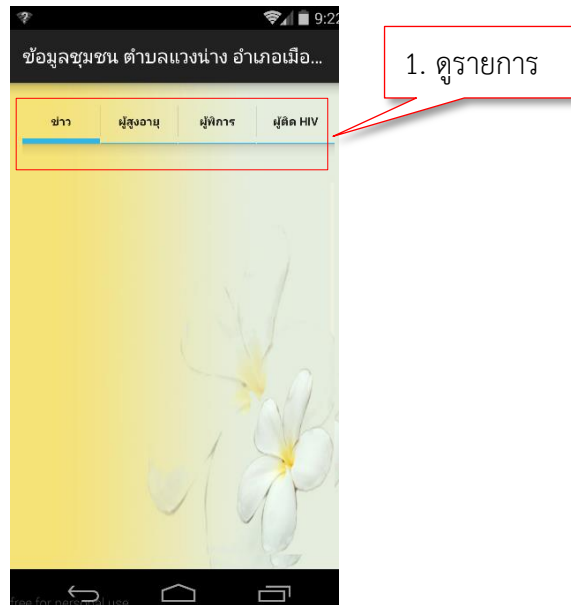 9:22
ข้อมูลชุมชน ตำบลแวงน่าง อำเภอเมือ...
1. ดูรายการ
ข่าว ผู้สูงอายุ ผู้พิการ ผู้ติด HIV
free for personal use